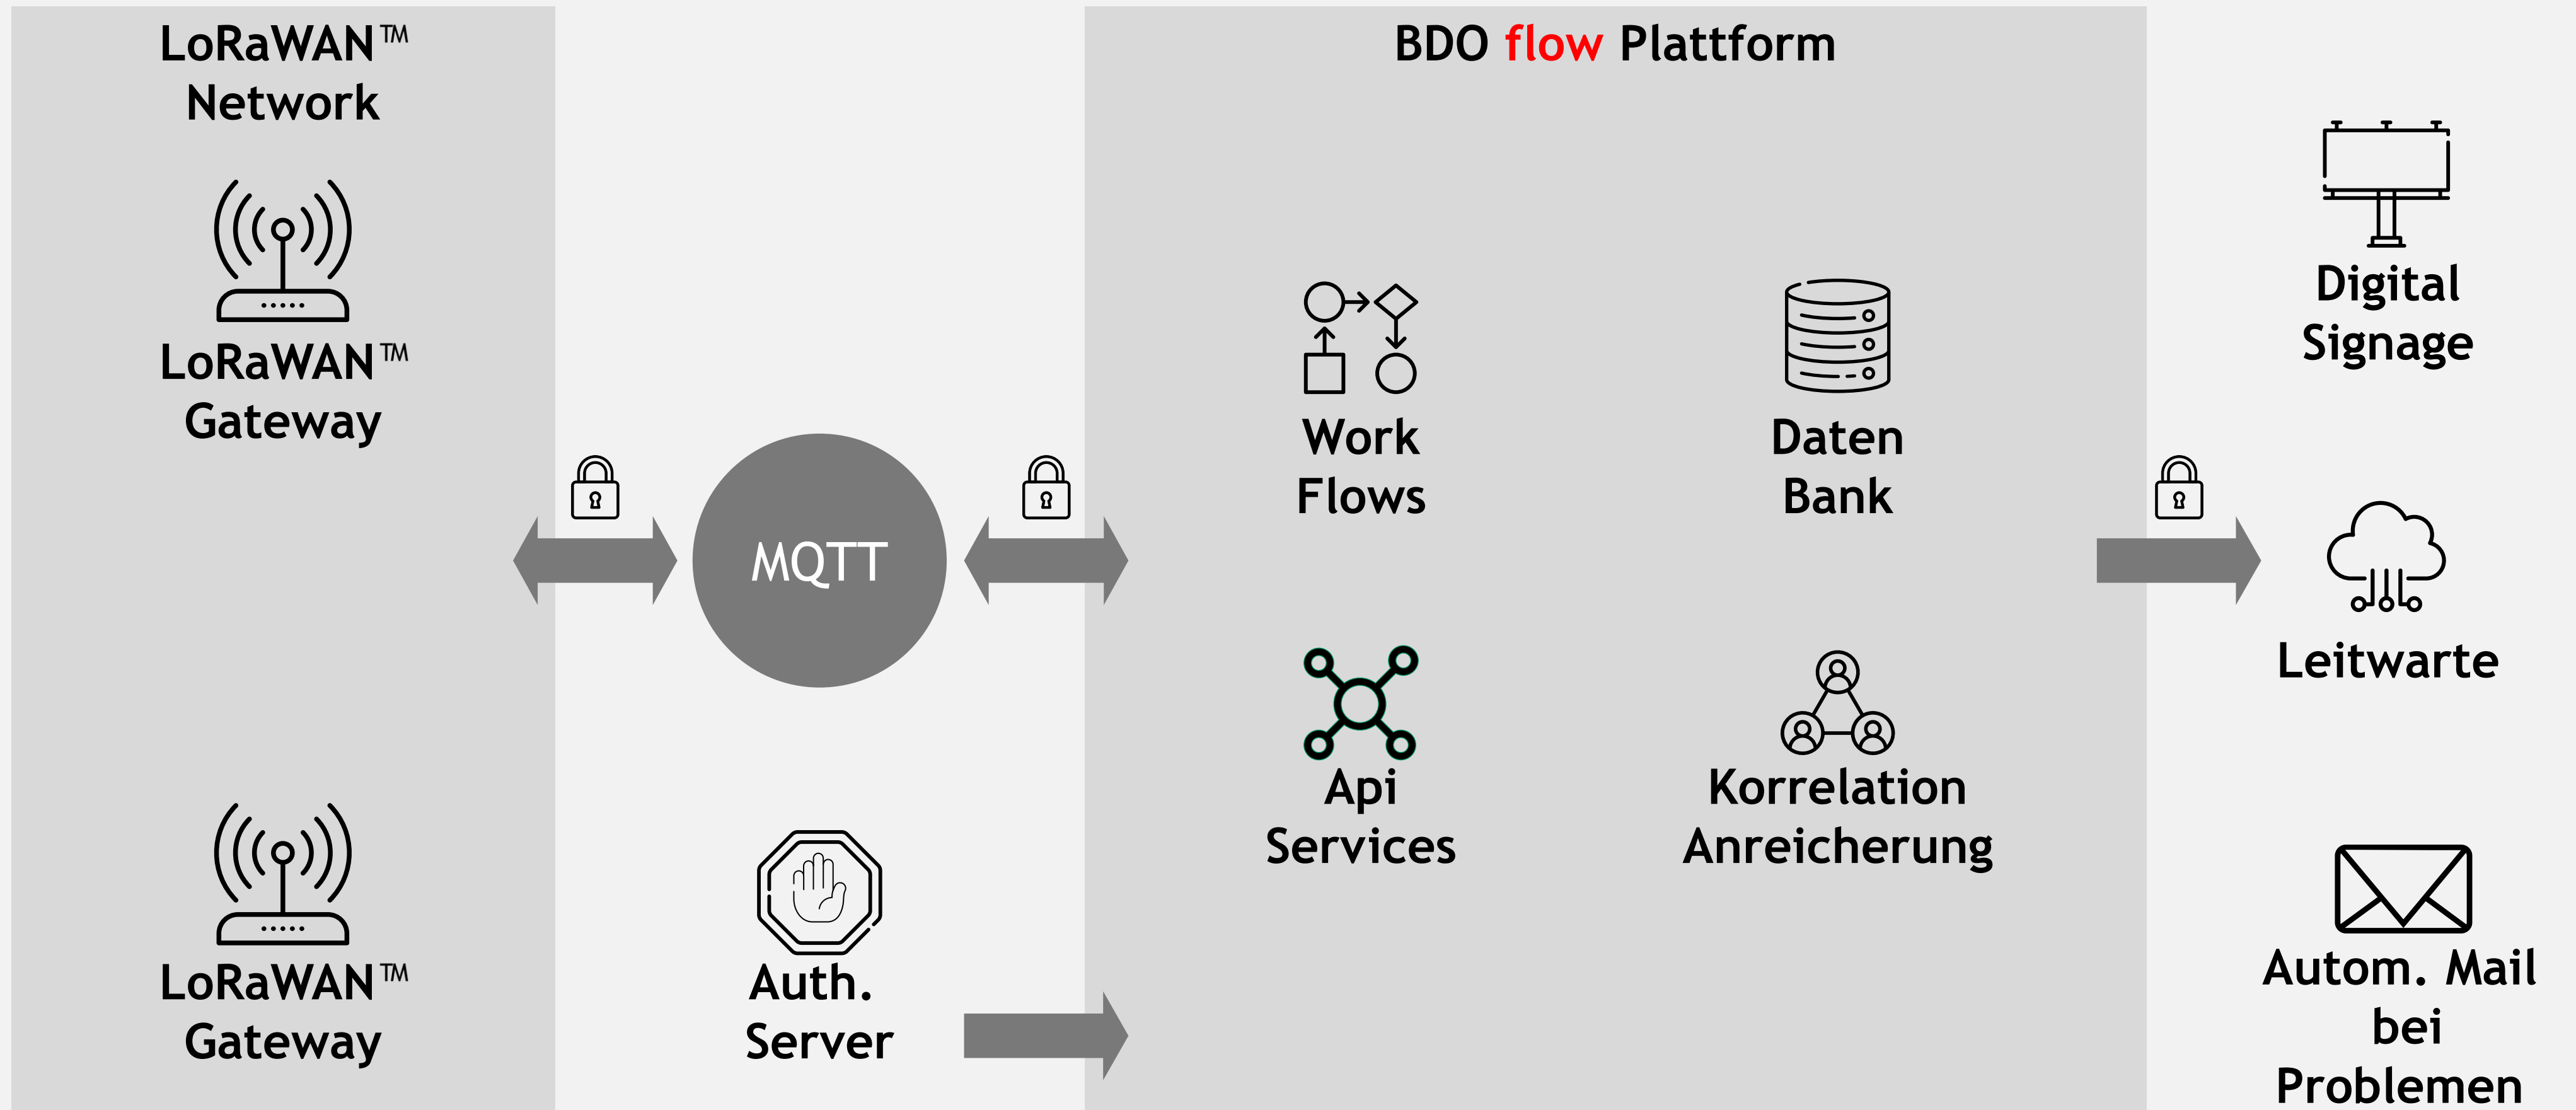 LoRaWAN™
Network
LoRaWAN™
Gateway
LoRaWAN™
Gateway
MQTT
Auth.
Server
BDO flow Plattform
Work
Flows
Daten
Bank
Api
Services
Korrelation
Anreicherung
Digital
Signage
Leitwarte
Autom. Mail
bei
Problemen